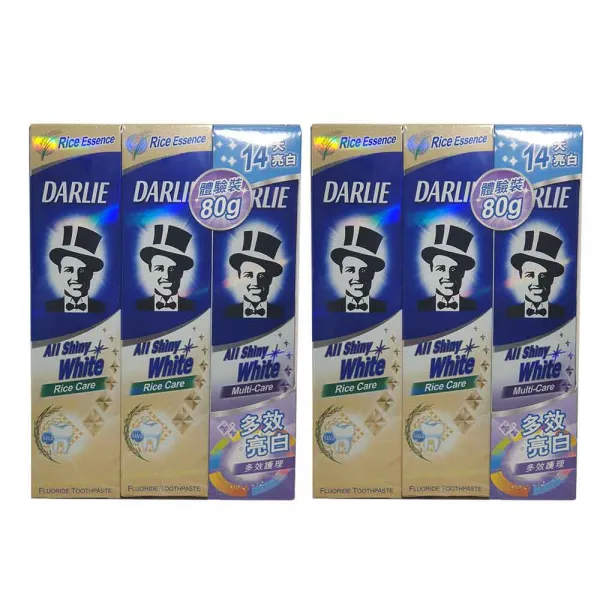 Rice Essence
DARLIE
All Shiny
White
Rice Care
FLUORIDE TOOTHPASTE
Rice Essence
DARLIE
All Shiny
White
Rice Care
FLUORIDE TOOTHPASTE
14天
亮白
體驗裝
80g
RLIE
All Shiny
White
Multi-Care
多效
亮白
多效護理
Rice Essence
DARLIE
All Shiny
White
Rice Care
FLUORIDE TOOTHPASTE
Rice Essence
DARLIE
All Shiny
White
Rice Care
FLUORIDE TOOTHPASTE
14天
亮白
體驗裝
80g
RLIE
All Shiny
White
Multi-Care
多效
亮白
多效護理